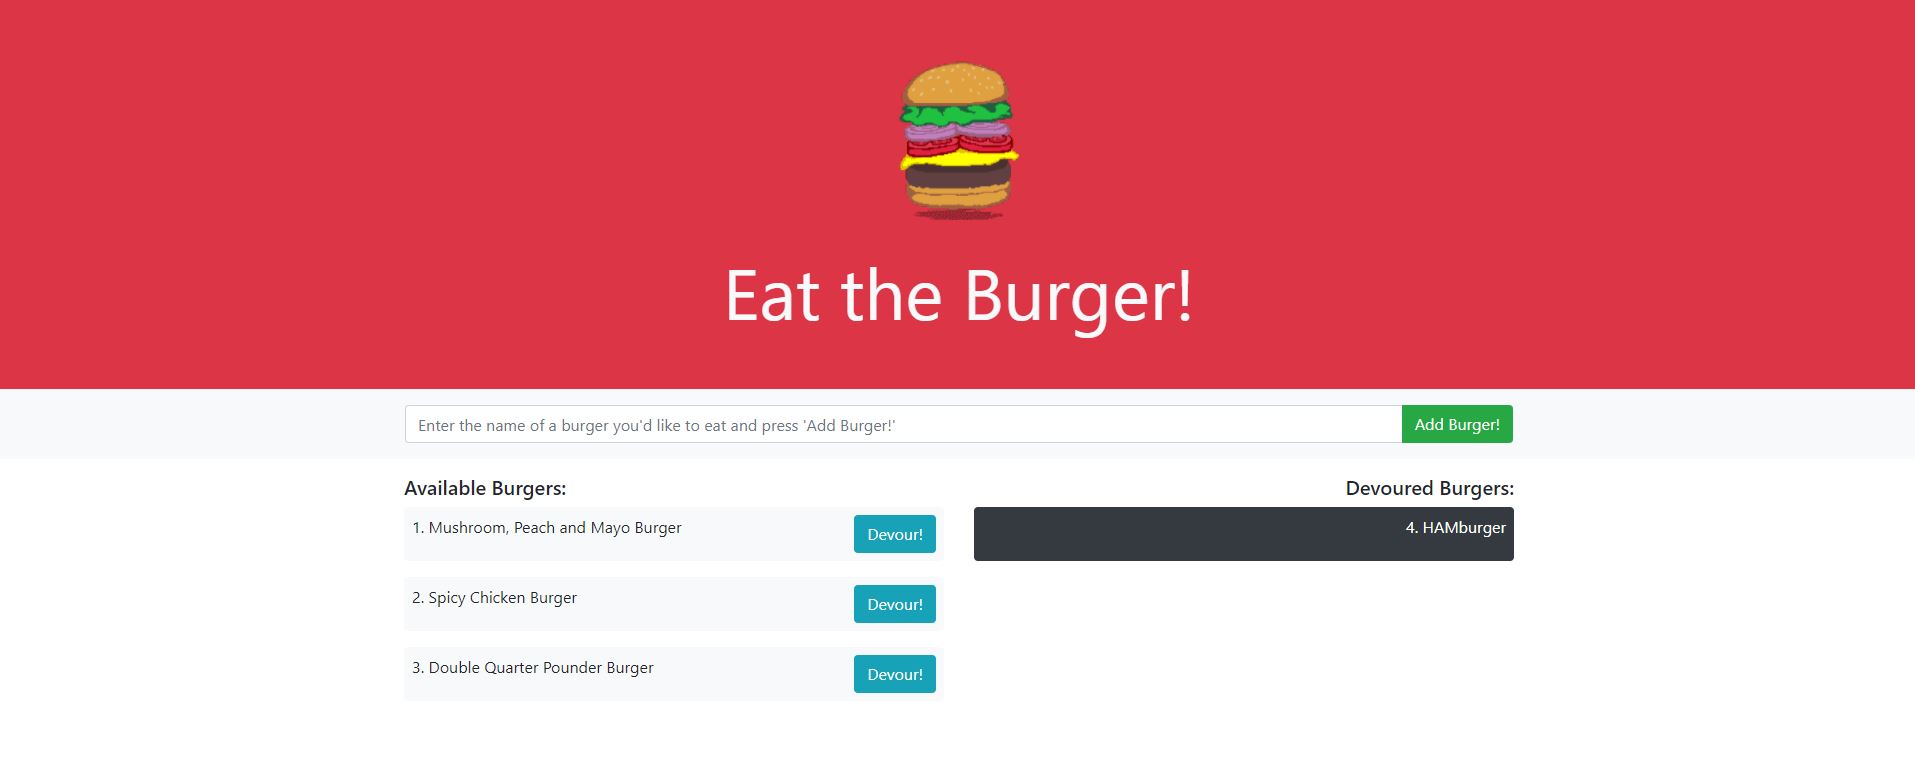 Eat the Burger!
Enter the name of a burger you'd like to eat and press 'Add Burger!'
Add Burger!
Available Burgers:
1. Mushroom, Peach and Mayo Burger
Devour!
2. Spicy Chicken Burger
Devour!
3. Double Quarter Pounder Burger
Devour!
Devoured Burgers:
4. HAMburger